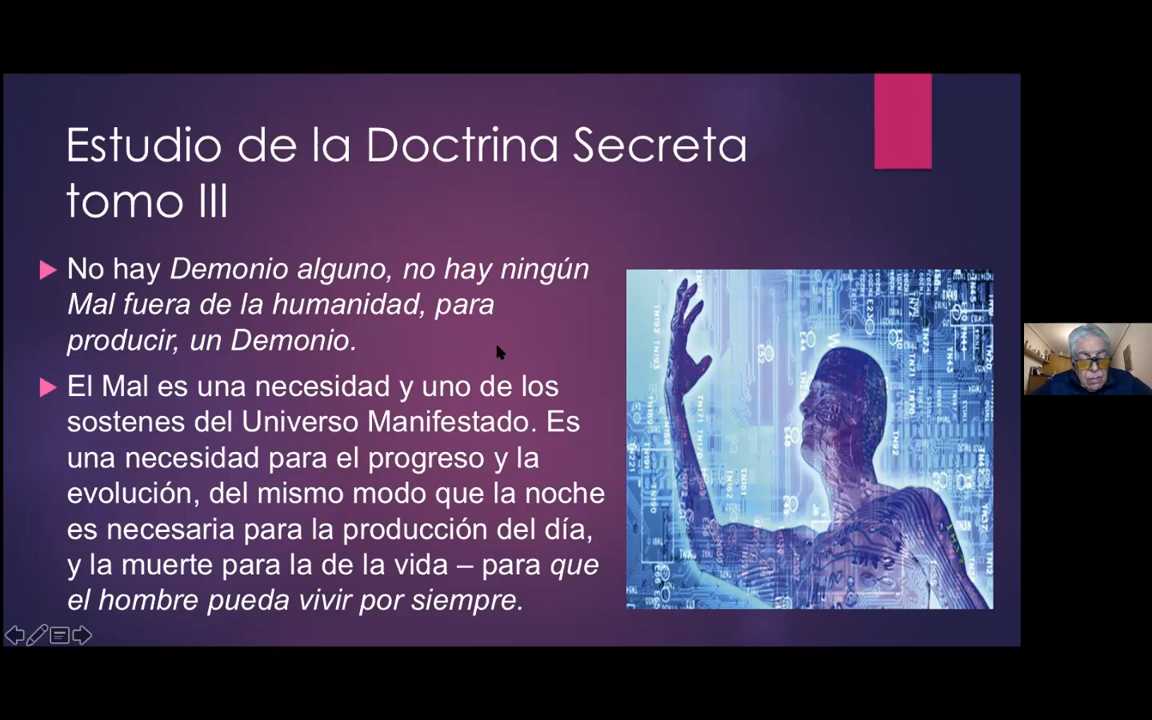 Estudio de la Doctrina Secreta
tomo III
No hay Demonio alguno, no hay ningún
Mal fuera de la humanidad, para
producir, un Demonio.
El Mal es una necesidad y uno de los
sostenes del Universo Manifestado. Es
una necesidad para el progreso y la
evolución, del mismo modo que la noche
es necesaria para la producción del día,
y la muerte para la de la vida – para que
el hombre pueda vivir por siempre.